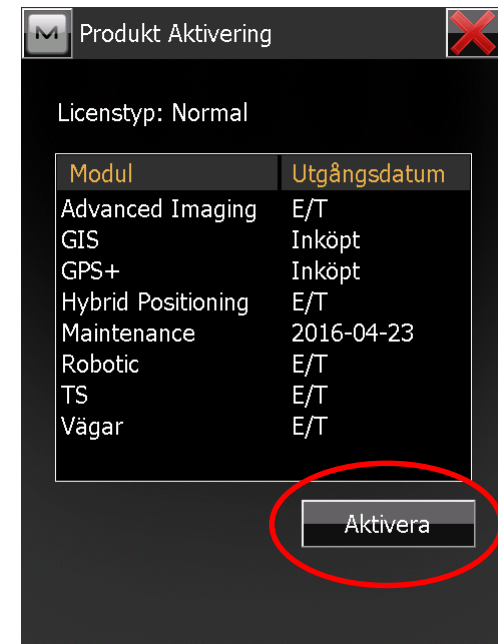 M Produkt Aktivering
Licenstyp: Normal
Modul Utgångsdatum
Advanced Imaging E/T
GIS Inköpt
GPS+ Inköpt
Hybrid Positioning E/T
Maintenance 2016-04-23
Robotic E/T
TS E/T
Vägar E/T
Aktivera